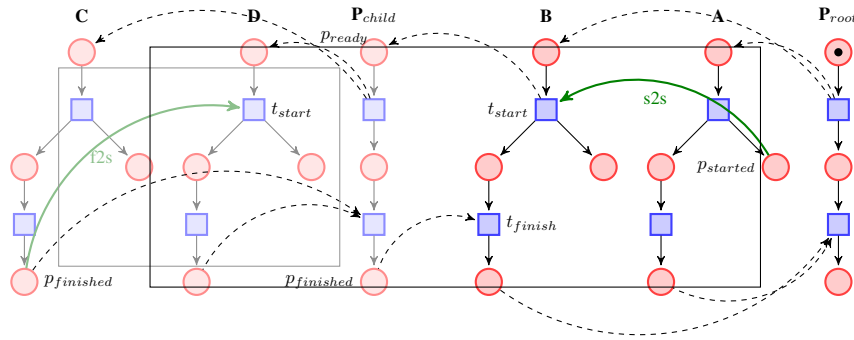 C D P_child B A P_root
p_ready
t_start t_start s2s
f2s p_started
t_finish
p_finished p_finished